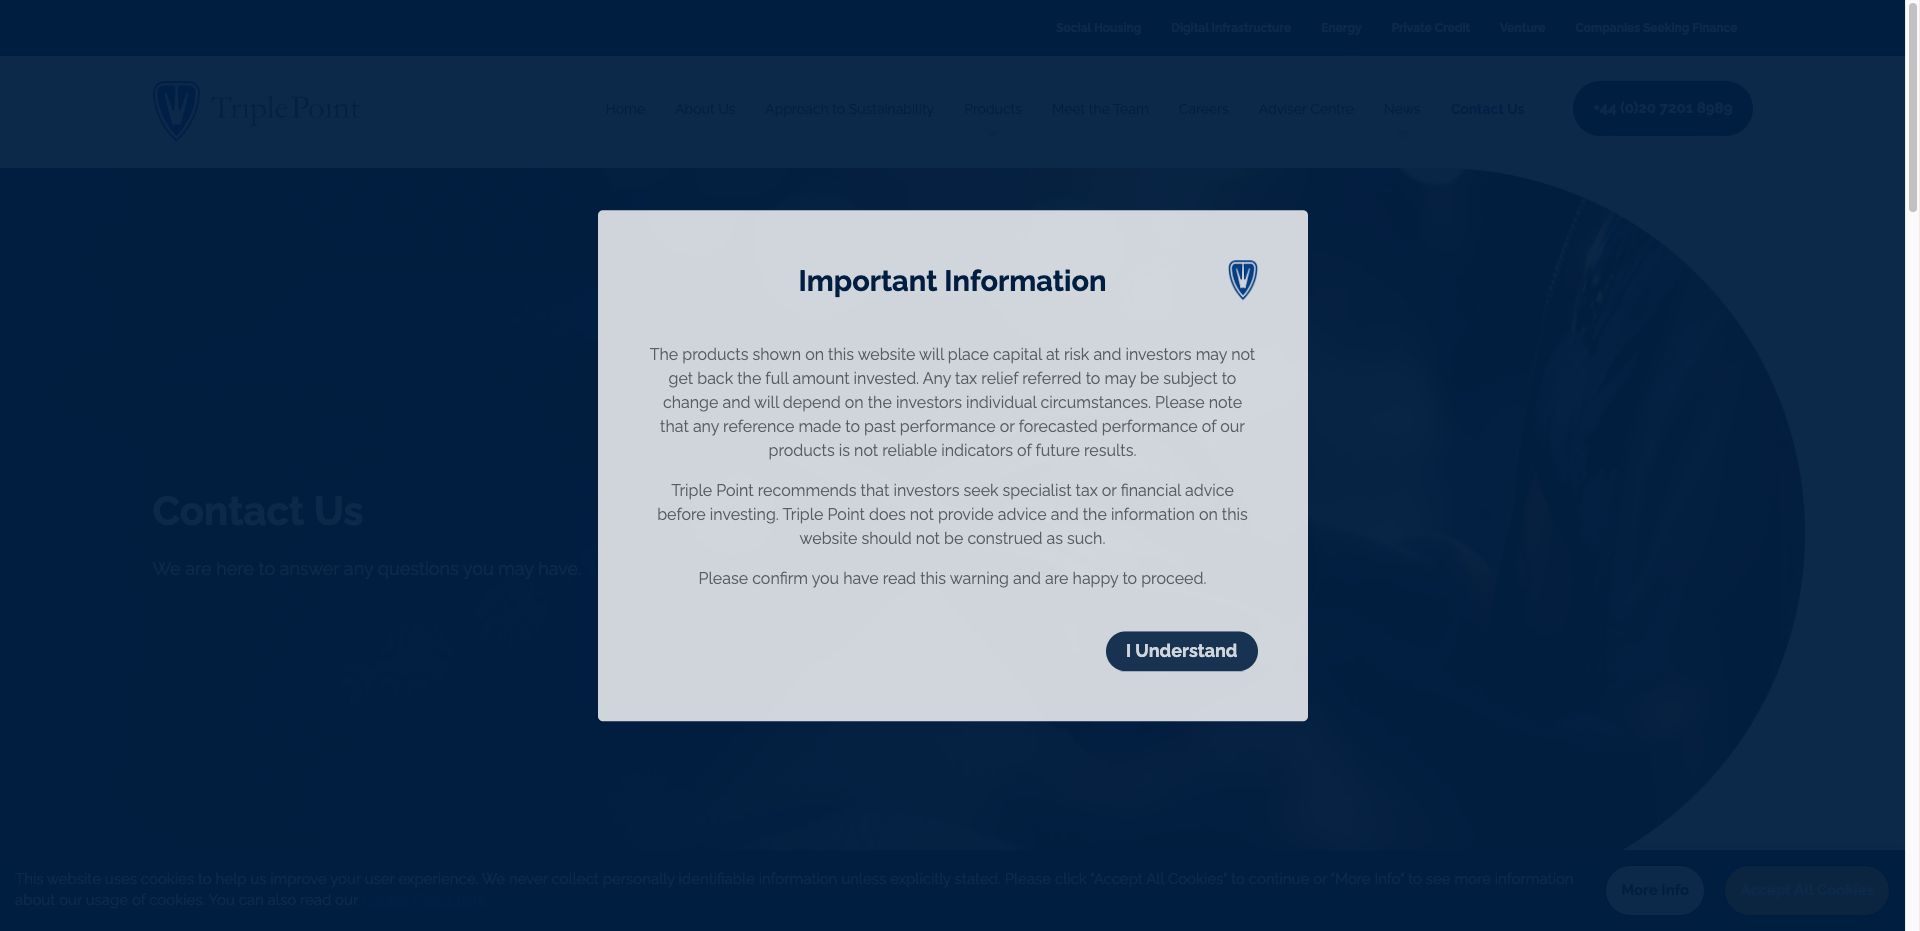 Social Housing Digital Infrastructure Energy Private Credit Venture Companies Seeking Finance
Triple Point
Home About Us Approach to Sustainability Products Meet the Team Careers Adviser Centre News Contact Us +44 (0)20 7201 8989
Important Information
The products shown on this website will place capital at risk and investors may not
get back the full amount invested. Any tax relief referred to may be subject to
change and will depend on the investors individual circumstances. Please note
that any reference made to past performance or forecasted performance of our
products is not reliable indicators of future results.
Triple Point recommends that investors seek specialist tax or financial advice
before investing. Triple Point does not provide advice and the information on this
website should not be construed as such.
Please confirm you have read this warning and are happy to proceed.
I Understand
Contact Us
We are here to answer any questions you may have.
This website uses cookies to help us improve your user experience. We never collect personally identifiable information unless explicitly stated. Please click "Accept All Cookies" to continue or "More Info" to see more information
about our usage of cookies. You can also read our
More Info
Accept All Cookies